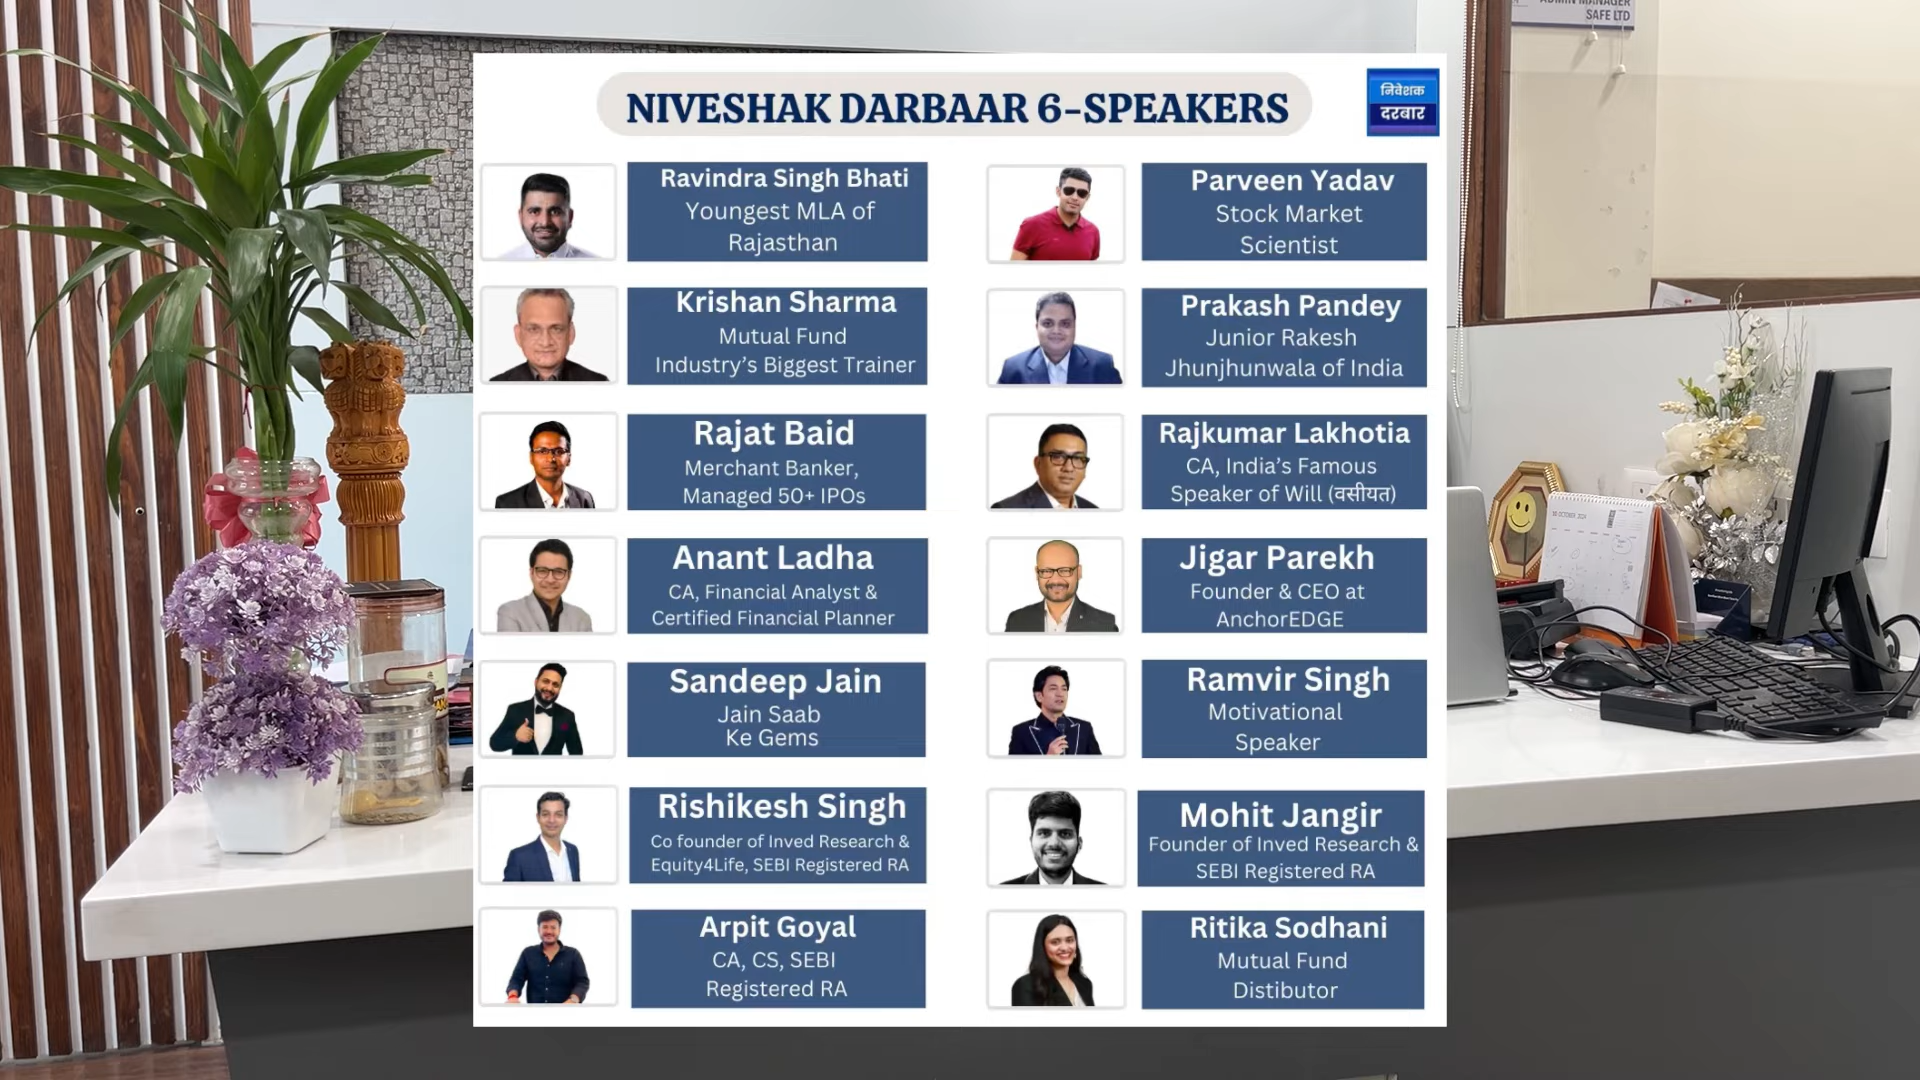 ADMIN MANAGER
SAFE LTD
NIVESHAK DARBAAR 6-SPEAKERS
निवेशक
दरबार
Ravindra Singh Bhati
Youngest MLA of
Rajasthan
Parveen Yadav
Stock Market
Scientist
Krishan Sharma
Mutual Fund
Industry's Biggest Trainer
Prakash Pandey
Junior Rakesh
Jhunjhunwala of India
Rajat Baid
Merchant Banker,
Managed 50+ IPOs
Rajkumar Lakhotia
CA, India's Famous
Speaker of Will (वसीयत)
Anant Ladha
CA, Financial Analyst &
Certified Financial Planner
Jigar Parekh
Founder & CEO at
AnchorEDGE
Sandeep Jain
Jain Saab
Ke Gems
Ramvir Singh
Motivational
Speaker
Rishikesh Singh
Co founder of Inved Research &
Equity4Life, SEBI Registered RA
Mohit Jangir
Founder of Inved Research &
SEBI Registered RA
Arpit Goyal
CA, CS, SEBI
Registered RA
Ritika Sodhani
Mutual Fund
Distibutor